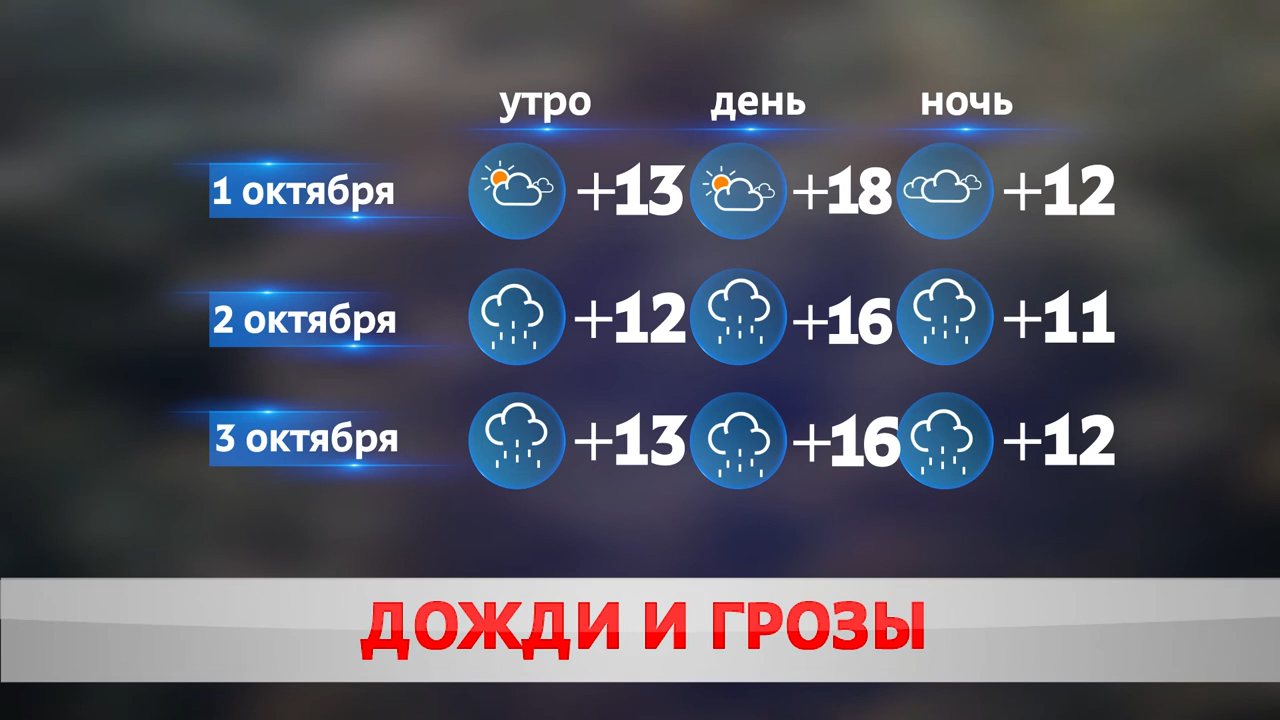 утро день ночь
1 октября +13 +18 +12
2 октября +12 +16 +11
3 октября +13 +16 +12
ДОЖДИ И ГРОЗЫ